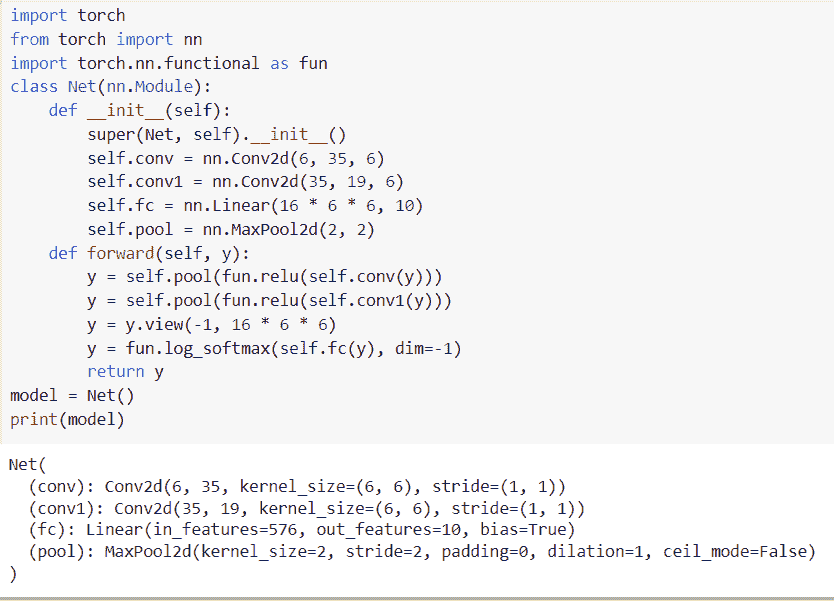 import torch
from torch import nn
import torch.nn.functional as fun
class Net(nn.Module):
    def __init__(self):
        super(Net, self).__init__()
        self.conv = nn.Conv2d(6, 35, 6)
        self.conv1 = nn.Conv2d(35, 19, 6)
        self.fc = nn.Linear(16 * 6 * 6, 10)
        self.pool = nn.MaxPool2d(2, 2)
    def forward(self, y):
        y = self.pool(fun.relu(self.conv(y)))
        y = self.pool(fun.relu(self.conv1(y)))
        y = y.view(-1, 16 * 6 * 6)
        y = fun.log_softmax(self.fc(y), dim=-1)
        return y
model = Net()
print(model)
Net(
  (conv): Conv2d(6, 35, kernel_size=(6, 6), stride=(1, 1))
  (conv1): Conv2d(35, 19, kernel_size=(6, 6), stride=(1, 1))
  (fc): Linear(in_features=576, out_features=10, bias=True)
  (pool): MaxPool2d(kernel_size=2, stride=2, padding=0, dilation=1, ceil_mode=False)
)